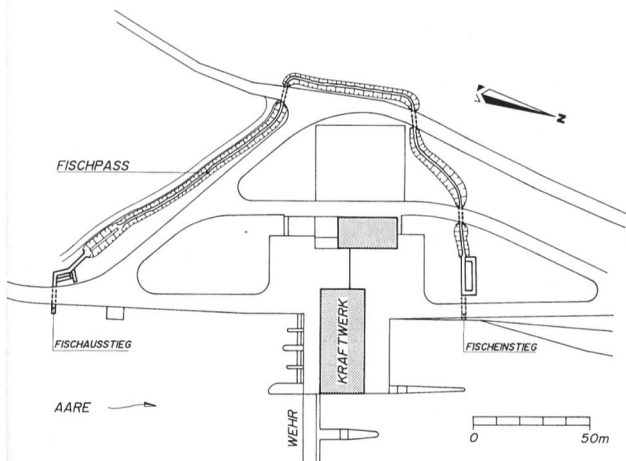 N
FISCHPASS
FISCHAUSSTIEG
KRAFTWERK
FISCHEINSTIEG
AARE
WEHR
0
50m